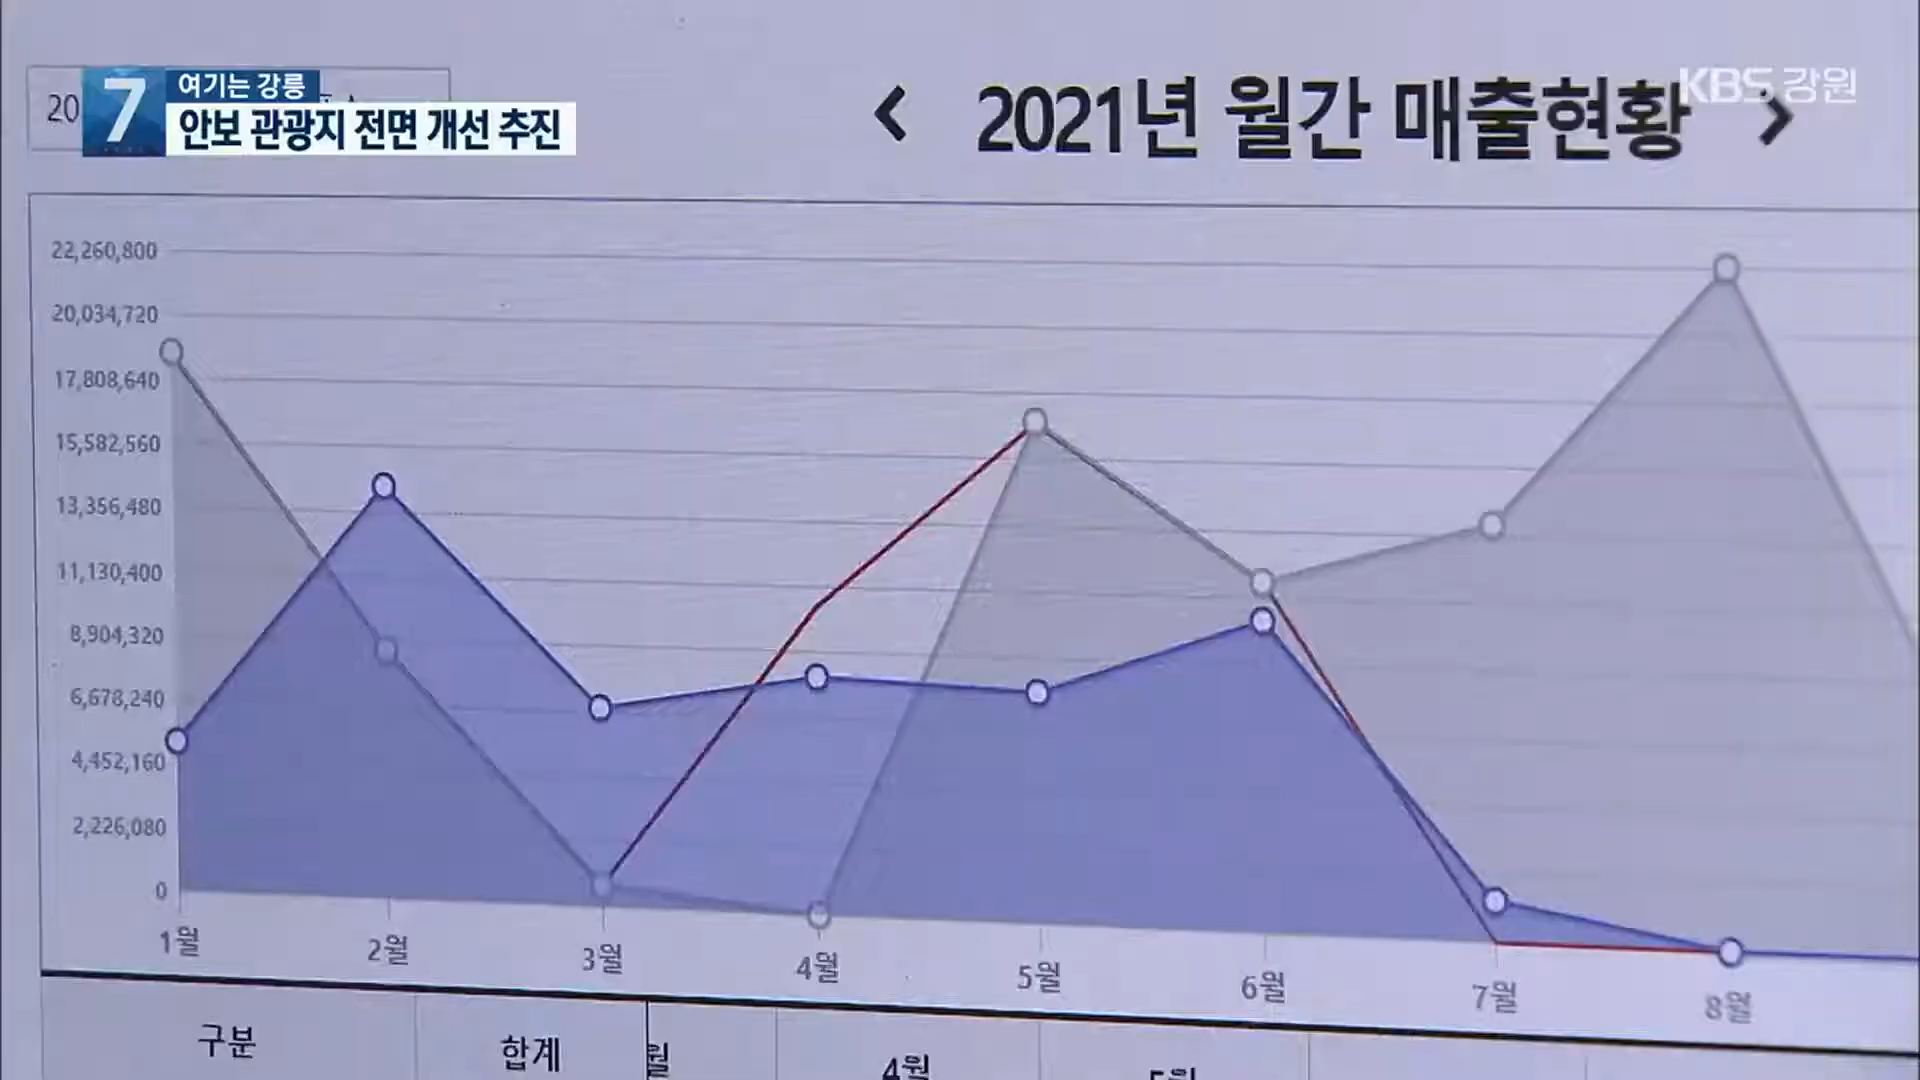 7
여기는 강릉
안보 관광지 전면 개선 추진
20
2021년 월간 매출현황
KBS 강원
22,260,800
20,034,720
17,808,640
15,582,560
13,356,480
11,130,400
8,904,320
6,678,240
4,452,160
2,226,080
0
1월
2월
3월
4월
5월
6월
7월
8월
구분
합계
월
4월
5월